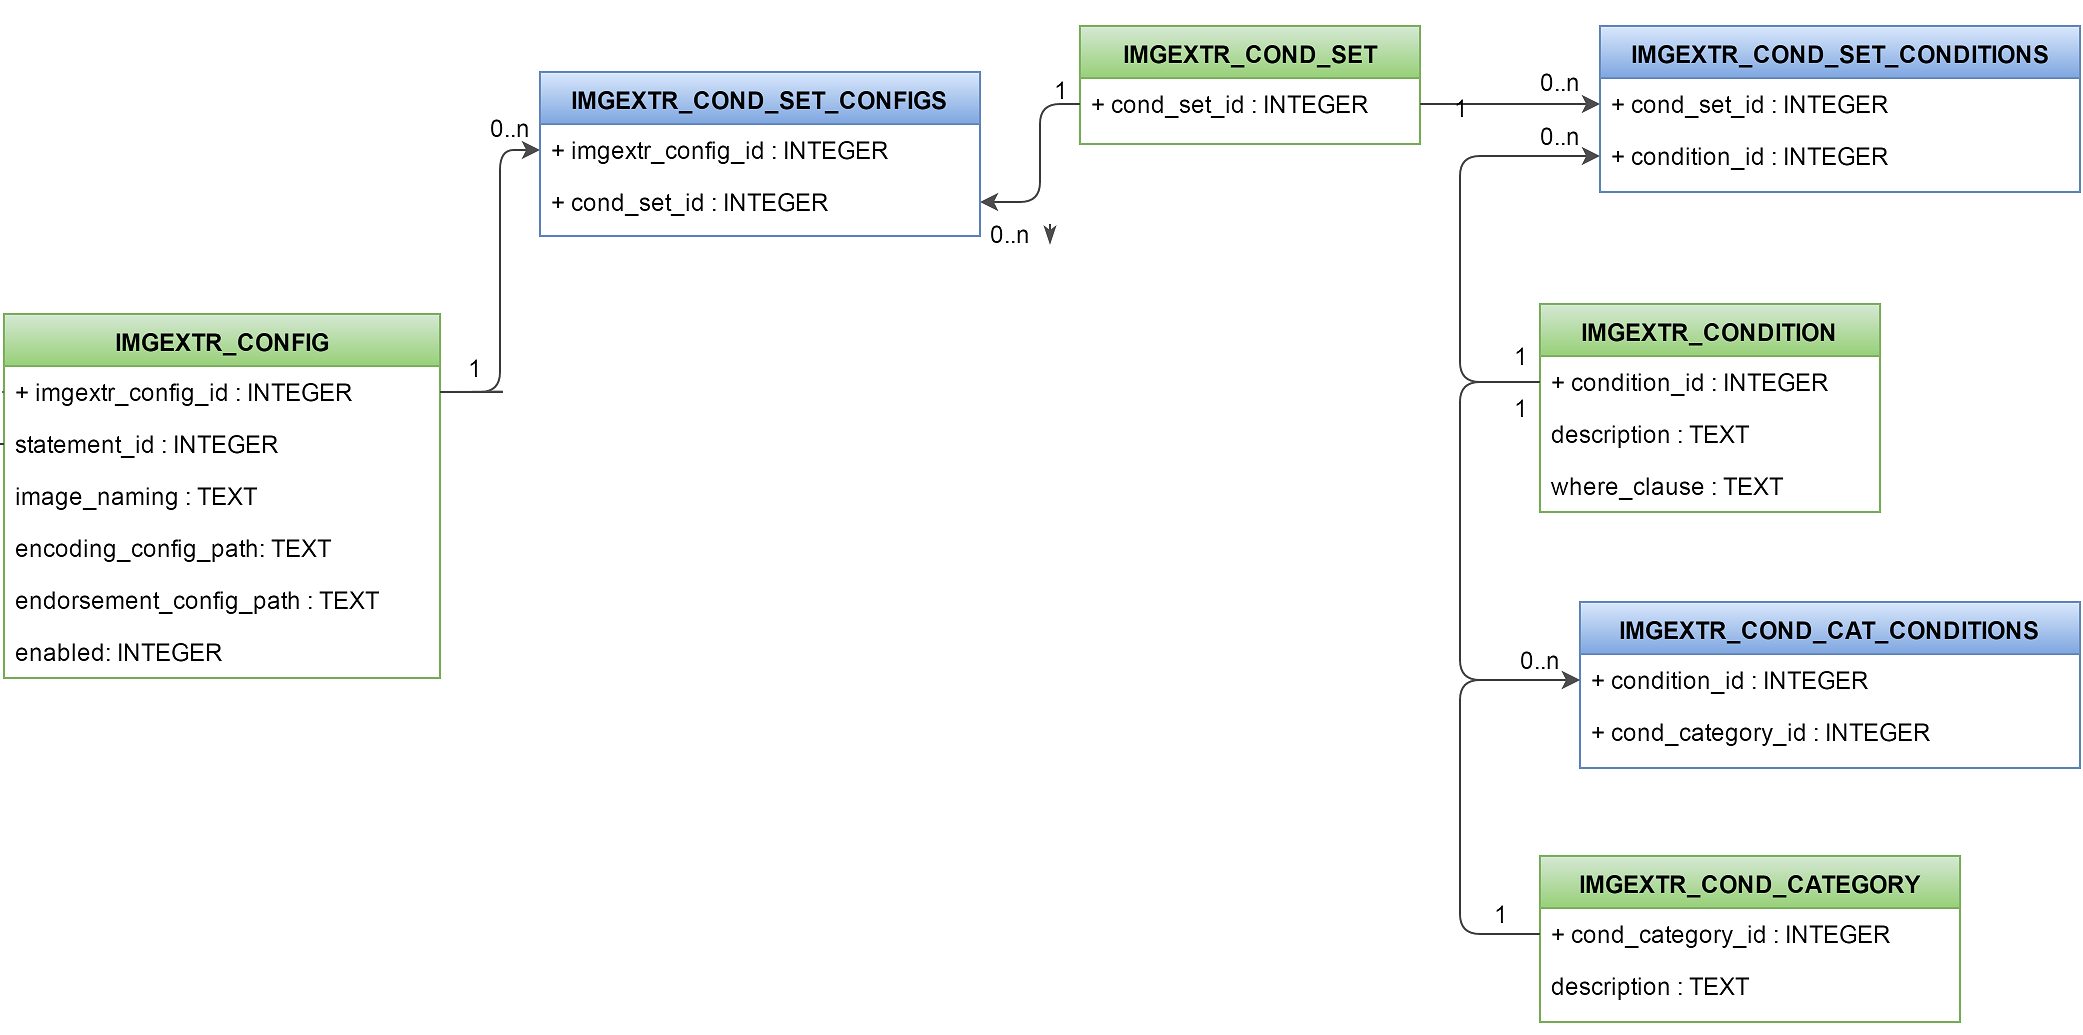 IMGEXTR_CONFIG
+ imgextr_config_id : INTEGER
statement_id : INTEGER
image_naming : TEXT
encoding_config_path: TEXT
endorsement_config_path : TEXT
enabled: INTEGER
1
0..n
IMGEXTR_COND_SET_CONFIGS
+ imgextr_config_id : INTEGER
+ cond_set_id : INTEGER
0..n
1
IMGEXTR_COND_SET
+ cond_set_id : INTEGER
1
0..n
0..n
IMGEXTR_COND_SET_CONDITIONS
+ cond_set_id : INTEGER
+ condition_id : INTEGER
1
1
IMGEXTR_CONDITION
+ condition_id : INTEGER
description : TEXT
where_clause : TEXT
0..n
IMGEXTR_COND_CAT_CONDITIONS
+ condition_id : INTEGER
+ cond_category_id : INTEGER
1
IMGEXTR_COND_CATEGORY
+ cond_category_id : INTEGER
description : TEXT